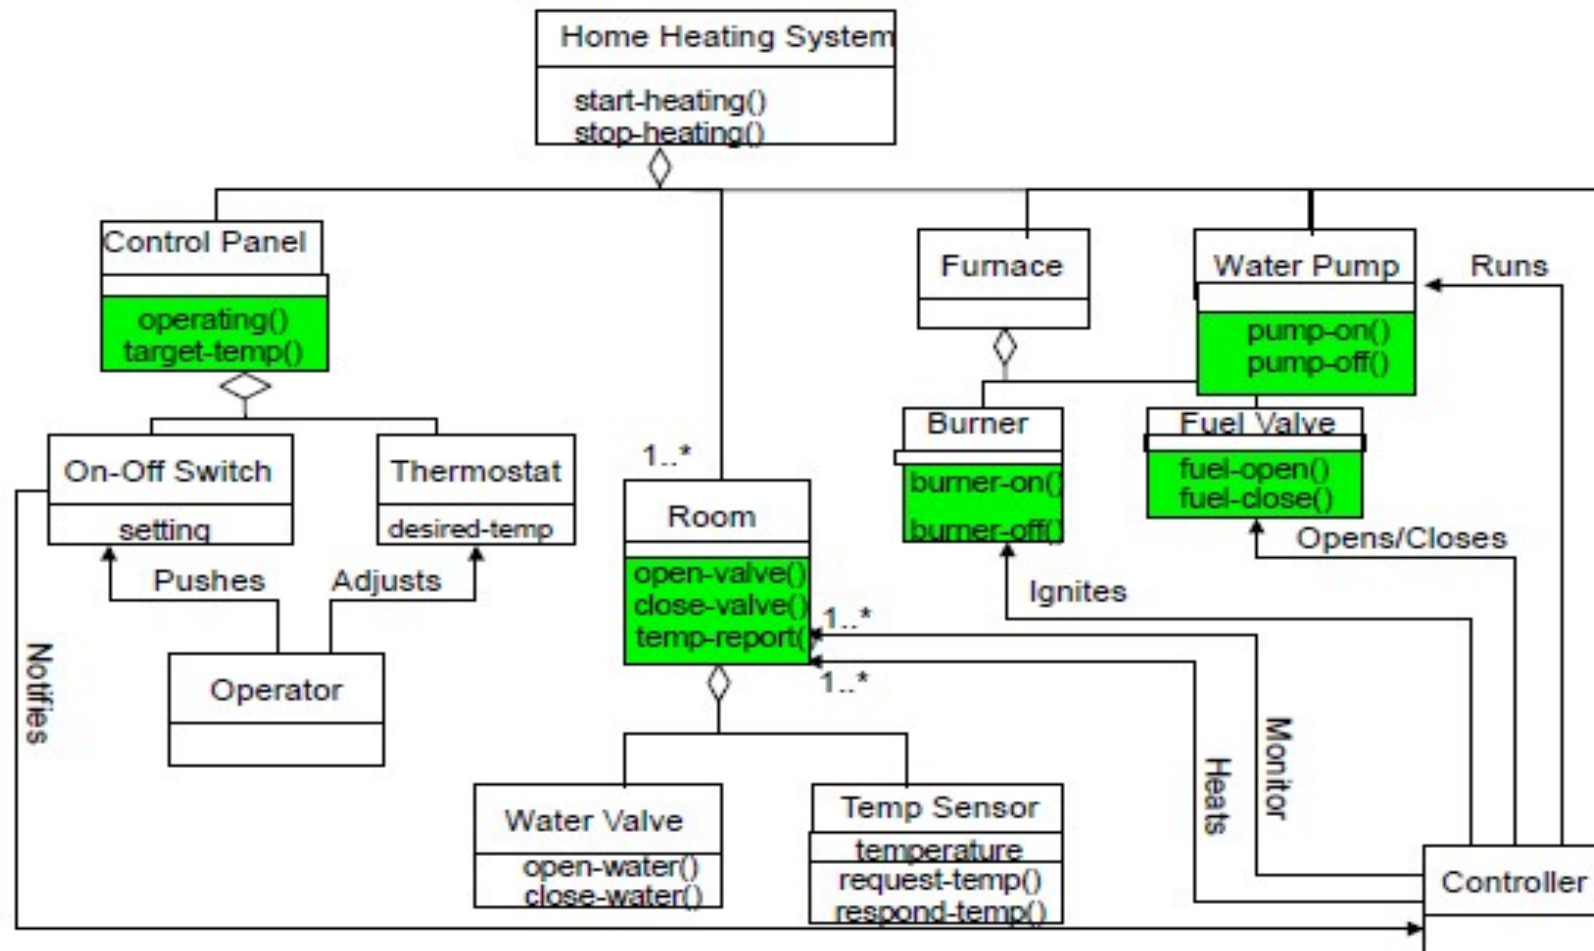 Home Heating System
start-heating()
stop-heating()
Control Panel
operating()
target-temp()
Furnace
Water Pump
pump-on()
pump-off()
Runs
On-Off Switch
setting
Thermostat
desired-temp
1..*
Room
open-valve()
close-valve()
temp-report(
Burner
burner-on()
burner-off()
Fuel Valve
fuel-open()
fuel-close()
Opens/Closes
Ignites
Pushes
Adjusts
1..*
1..*
Operator
Notifies
Monitor
Heats
Water Valve
open-water()
close-water()
Temp Sensor
temperature
request-temp()
respond-temp()
Controller